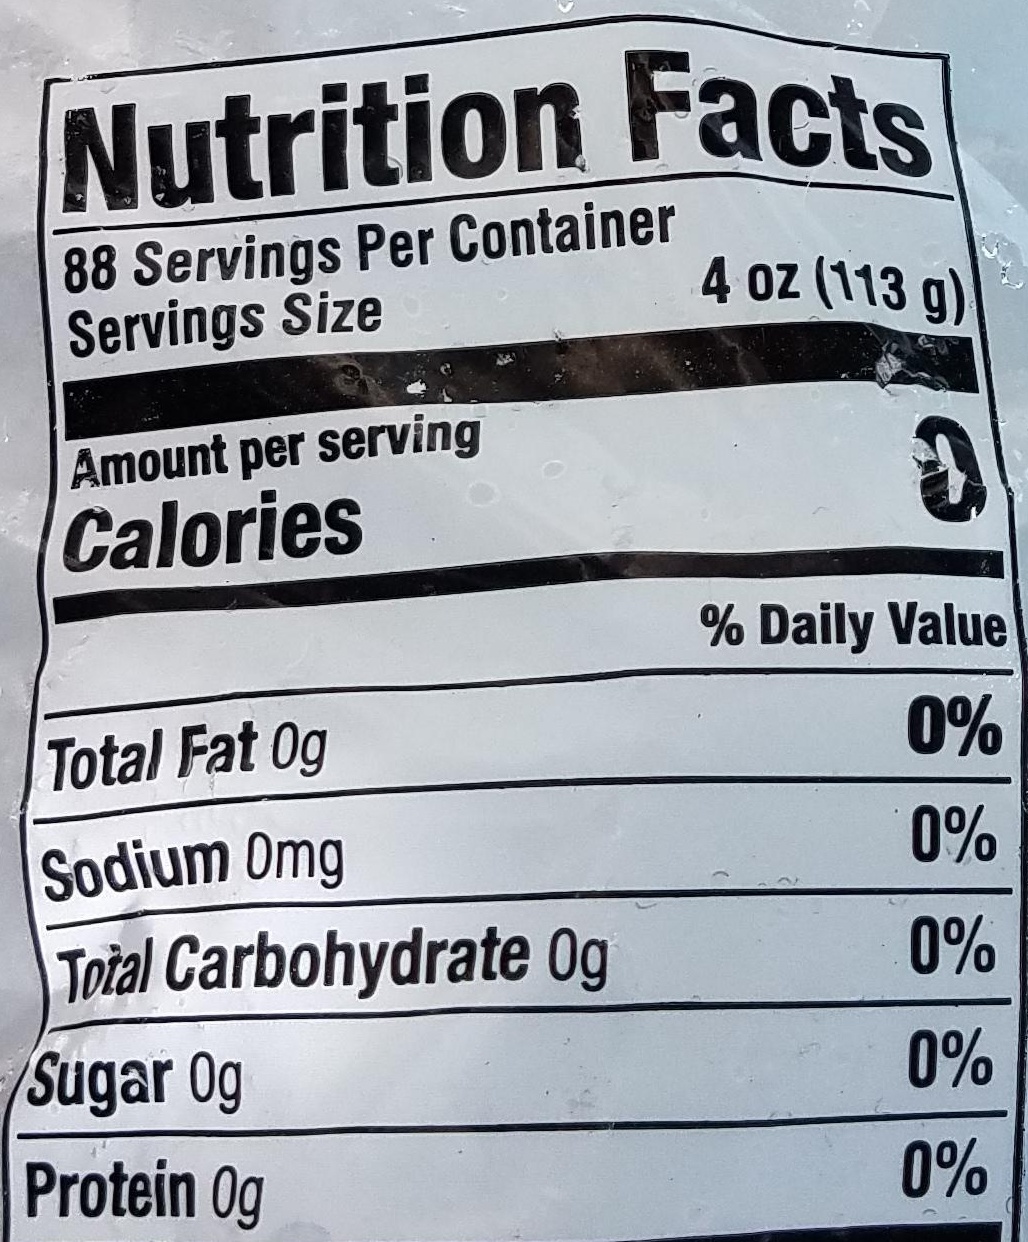 Nutrition Facts
88 Servings Per Container
Servings Size 4 oz (113 g)
Amount per serving
Calories 0
% Daily Value
Total Fat 0g 0%
Sodium 0mg 0%
Total Carbohydrate 0g 0%
Sugar 0g 0%
Protein 0g 0%